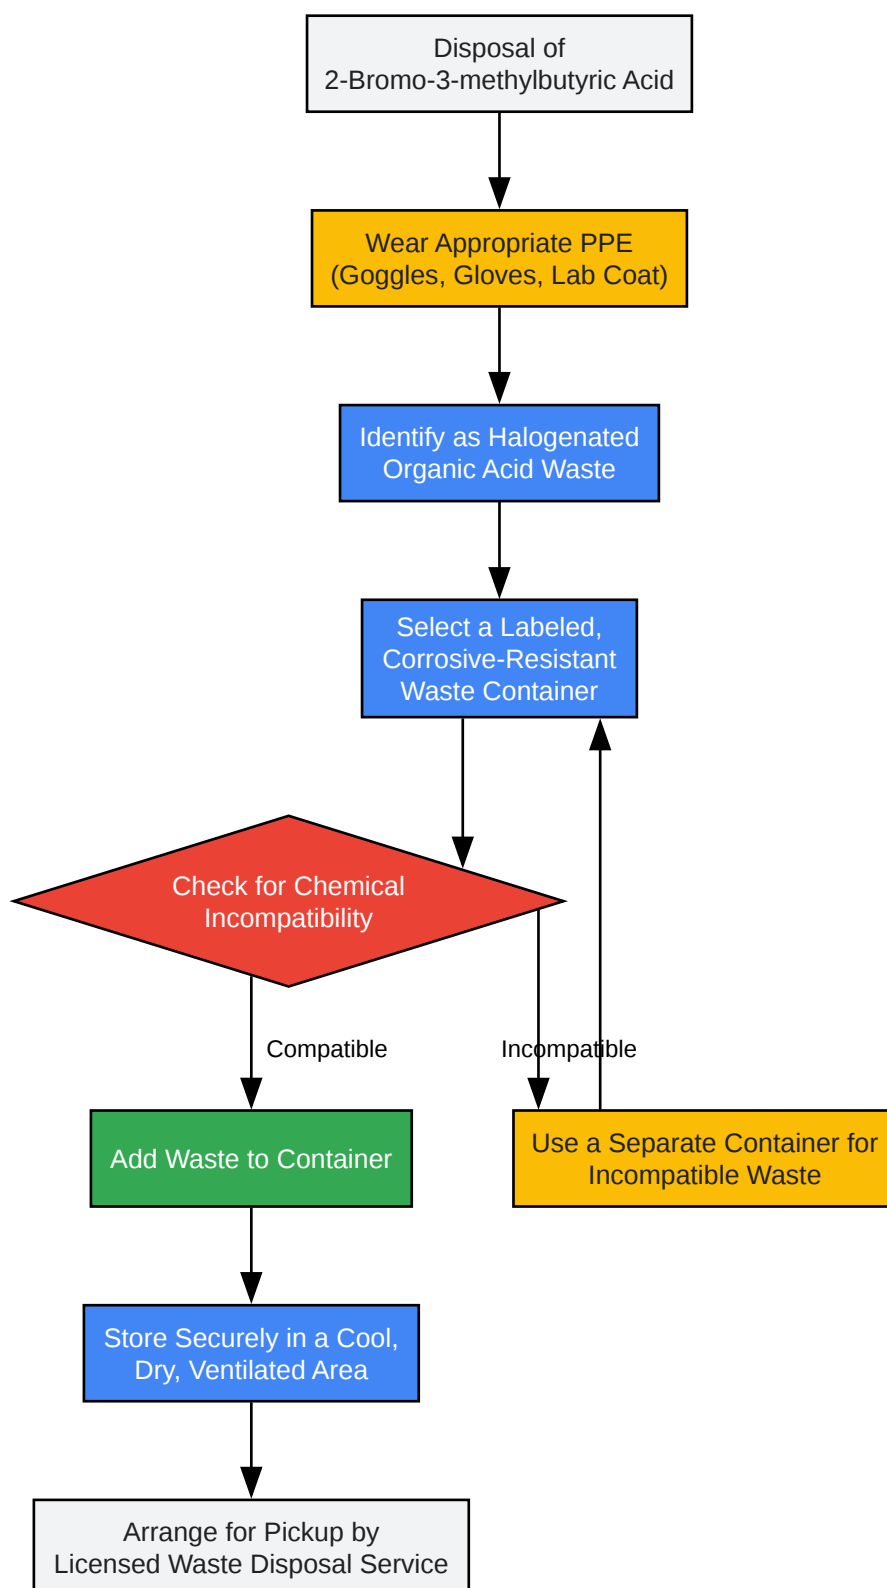 Disposal of
2-Bromo-3-methylbutyric Acid
Wear Appropriate PPE
(Goggles, Gloves, Lab Coat)
Identify as Halogenated
Organic Acid Waste
Select a Labeled,
Corrosive-Resistant
Waste Container
Check for Chemical
Incompatibility
Compatible
Incompatible
Add Waste to Container
Use a Separate Container for
Incompatible Waste
Store Securely in a Cool,
Dry, Ventilated Area
Arrange for Pickup by
Licensed Waste Disposal Service